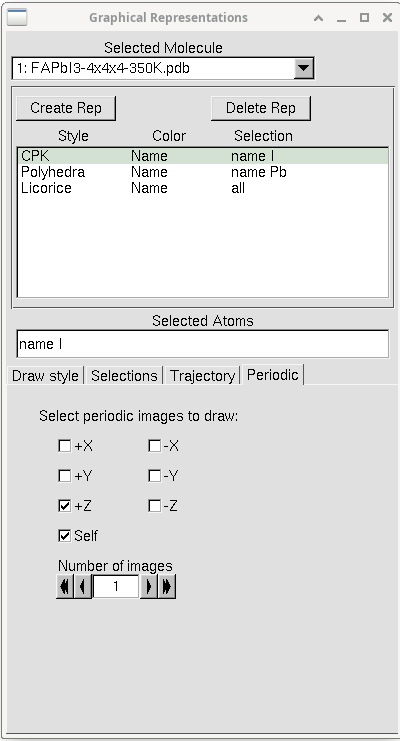 Graphical Representations
Selected Molecule
1: FAPbI3-4x4x4-350K.pdb
Create Rep Delete Rep
Style Color Selection
CPK Name name I
Polyhedra Name name Pb
Licorice Name all
Selected Atoms
name I
Draw style Selections Trajectory Periodic
Select periodic images to draw:
+X -X
+Y -Y
+Z -Z
Self
Number of images
1